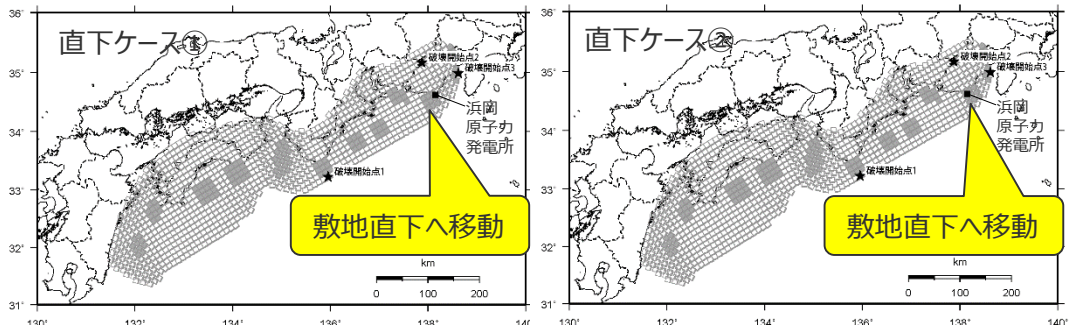 36°
直下ケース①
破壊開始点2
35°
破壊開始点3
浜岡
原子力
発電所
34°
破壊開始点1
33°
敷地直下へ移動
32°
km
0 100 200
31°
130° 132° 134° 136° 138° 14
36°
直下ケース②
破壊開始点2
35°
破壊開始点3
浜岡
原子力
発電所
34°
破壊開始点1
33°
敷地直下へ移動
32°
km
0 100 200
31°
130° 132° 134° 136° 138° 140°